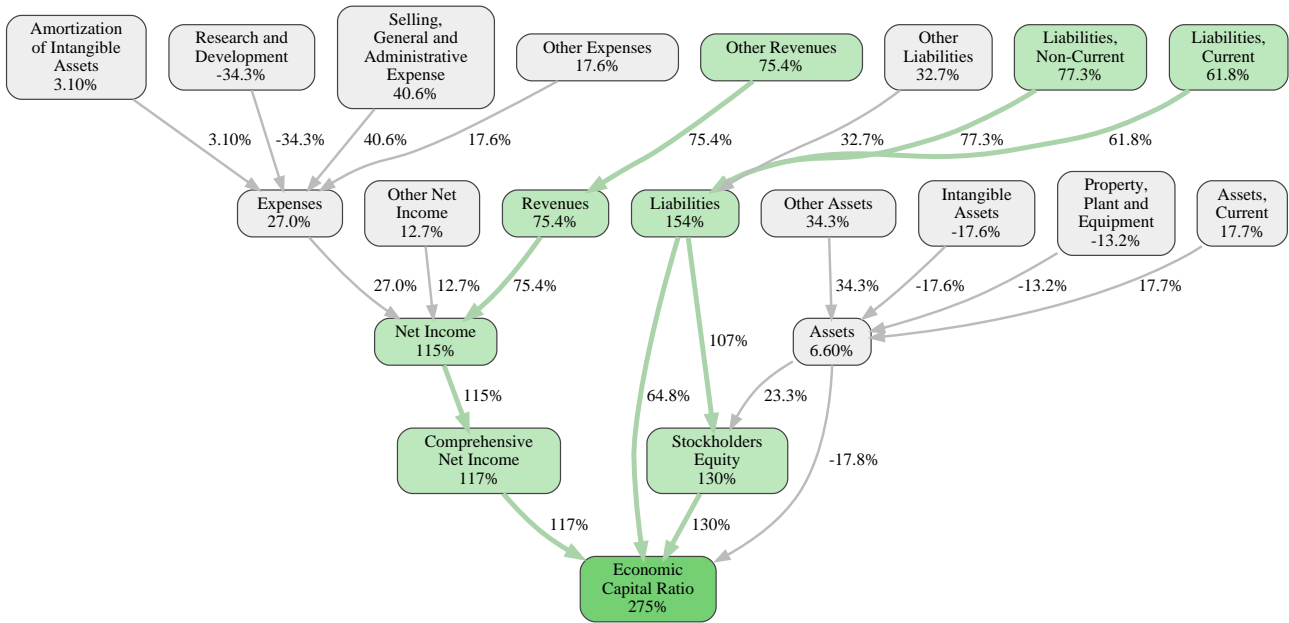 Amortization
of Intangible
Assets
3.10%
Research and
Development
-34.3%
Selling,
General and
Administrative
Expense
40.6%
Other Expenses
17.6%
Other Revenues
75.4%
Other
Liabilities
32.7%
Liabilities,
Non-Current
77.3%
Liabilities,
Current
61.8%
3.10%
-34.3%
40.6%
17.6%
75.4%
32.7%
77.3%
61.8%
Expenses
27.0%
Other Net
Income
12.7%
Revenues
75.4%
Liabilities
154%
Other Assets
34.3%
Intangible
Assets
-17.6%
Property,
Plant and
Equipment
-13.2%
Assets,
Current
17.7%
27.0%
12.7%
75.4%
34.3%
-17.6%
-13.2%
17.7%
Net Income
115%
107%
Assets
6.60%
115%
64.8%
23.3%
Comprehensive
Net Income
117%
Stockholders
Equity
130%
-17.8%
117%
130%
Economic
Capital Ratio
275%